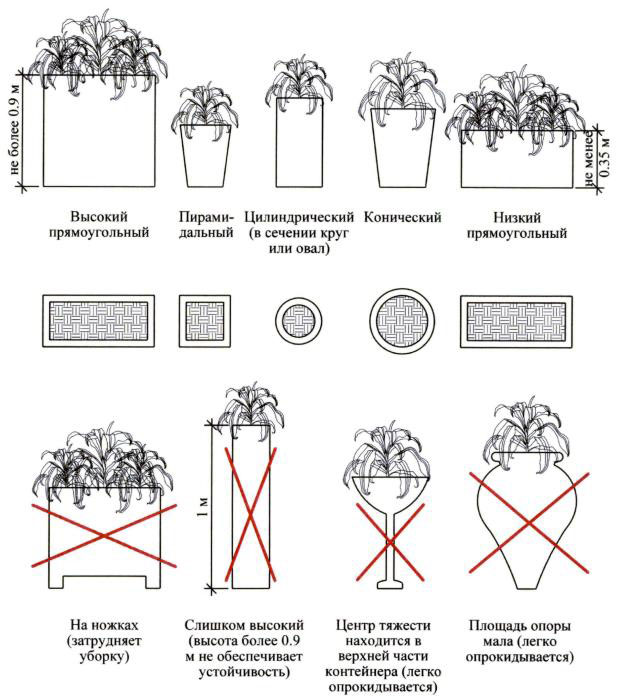 не более 0.9 м
не менее
0.35 м
Высокий
прямоугольный
Пирами-
дальный
Цилиндрический
(в сечении круг
или овал)
Конический
Низкий
прямоугольный
1 м
На ножках
(затрудняет
уборку)
Слишком высокий
(высота более 0.9
м не обеспечивает
устойчивость)
Центр тяжести
находится в
верхней части
контейнера (легко
опрокидывается)
Площадь опоры
мала (легко
опрокидывается)